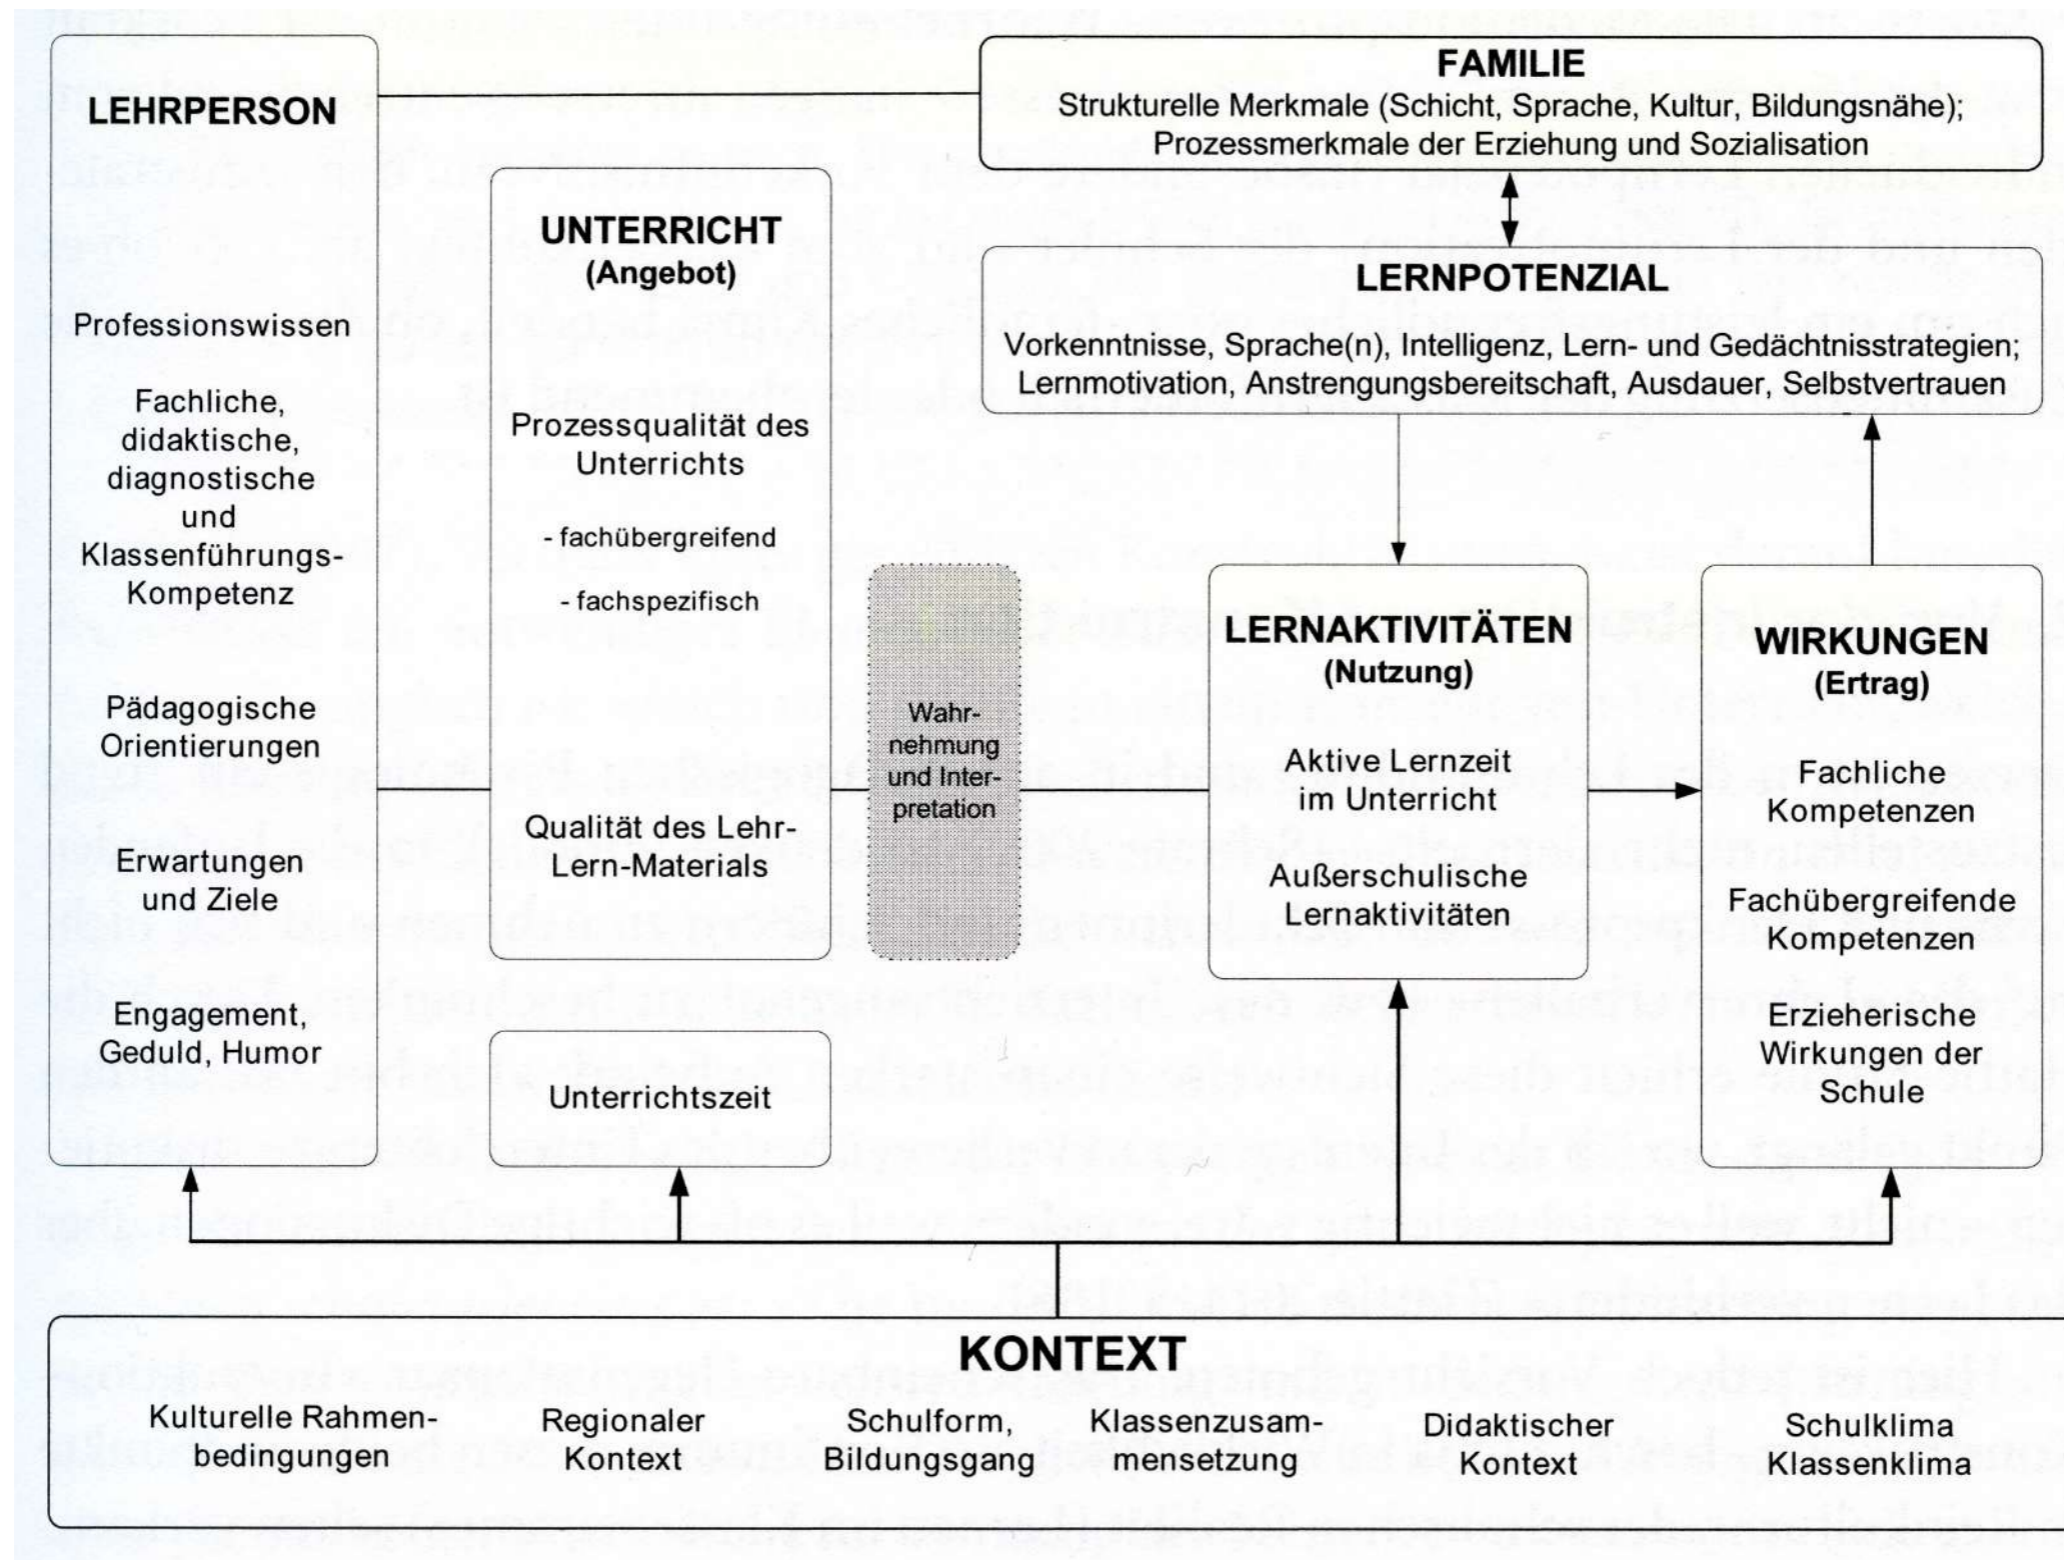 LEHRPERSON
Professionswissen
Fachliche,
didaktische,
diagnostische
und
Klassenführungs-
Kompetenz
Pädagogische
Orientierungen
Erwartungen
und Ziele
Engagement,
Geduld, Humor
UNTERRICHT
(Angebot)
Prozessqualität des
Unterrichts
- fachübergreifend
- fachspezifisch
Qualität des Lehr-
Lern-Materials
Unterrichtszeit
Wahr-
nehmung
und Inter-
pretation
FAMILIE
Strukturelle Merkmale (Schicht, Sprache, Kultur, Bildungsnähe);
Prozessmerkmale der Erziehung und Sozialisation
LERNPOTENZIAL
Vorkenntnisse, Sprache(n), Intelligenz, Lern- und Gedächtnisstrategien;
Lernmotivation, Anstrengungsbereitschaft, Ausdauer, Selbstvertrauen
LERNAKTIVITÄTEN
(Nutzung)
Aktive Lernzeit
im Unterricht
Außerschulische
Lernaktivitäten
WIRKUNGEN
(Ertrag)
Fachliche
Kompetenzen
Fachübergreifende
Kompetenzen
Erzieherische
Wirkungen der
Schule
KONTEXT
Kulturelle Rahmen-
bedingungen
Regionaler
Kontext
Schulform,
Bildungsgang
Klassenzusam-
mensetzung
Didaktischer
Kontext
Schulklima
Klassenklima